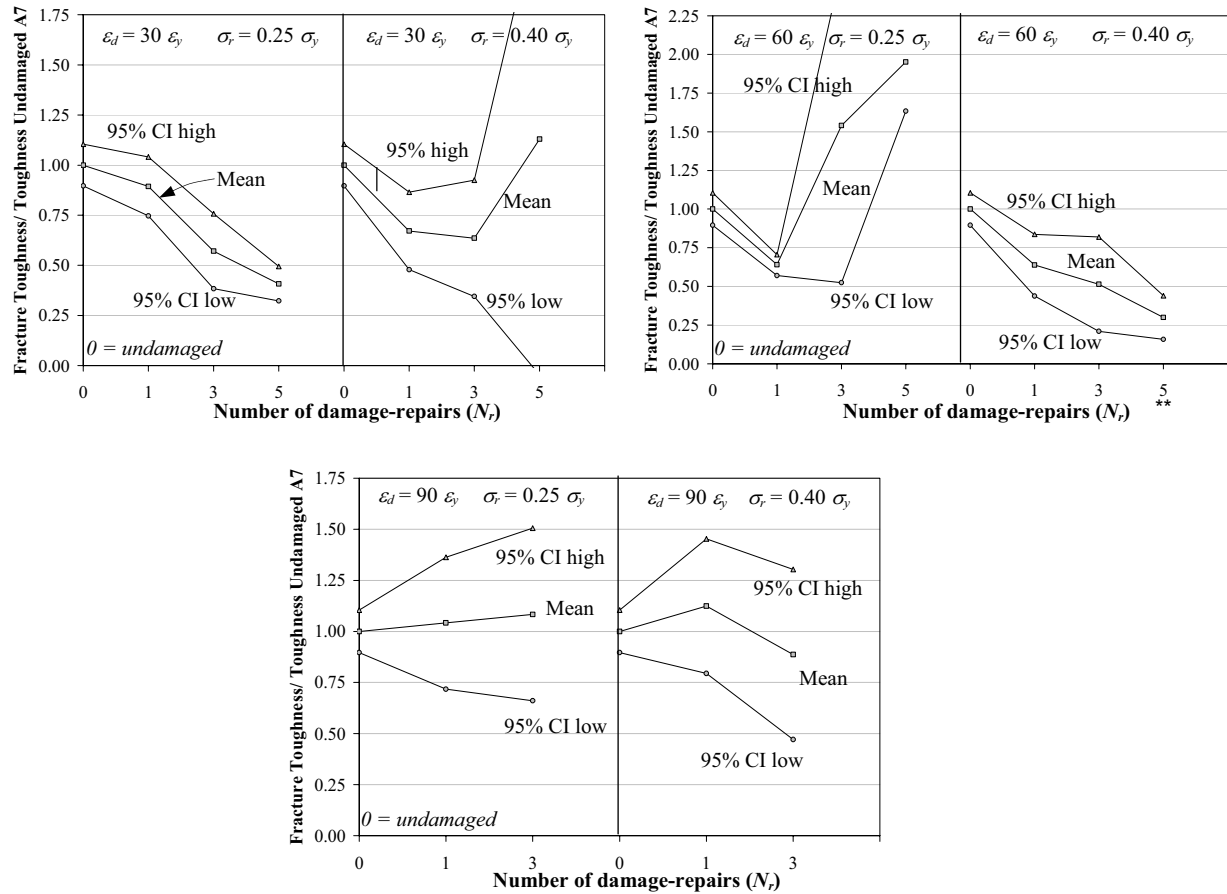 Fracture Toughness/ Toughness Undamaged A7
1.75
1.50
1.25
1.00
0.75
0.50
0.25
0.00
εd = 30 εy σr = 0.25 σy
εd = 30 εy σr = 0.40 σy
95% CI high
Mean
95% CI low
0 = undamaged
95% high
Mean
95% low
0 1 3 5 0 1 3 5
Number of damage-repairs (Nr)
Fracture Toughness/ Toughness Undamaged A7
2.25
2.00
1.75
1.50
1.25
1.00
0.75
0.50
0.25
0.00
εd = 60 εy σr = 0.25 σy
εd = 60 εy σr = 0.40 σy
95% CI high
Mean
95% CI low
95% CI high
Mean
95% CI low
0 1 3 5 0 1 3 5
Number of damage-repairs (Nr) **
Fracture Toughness/ Toughness Undamaged A7
1.75
1.50
1.25
1.00
0.75
0.50
0.25
0.00
εd = 90 εy σr = 0.25 σy
εd = 90 εy σr = 0.40 σy
95% CI high
Mean
95% CI low
0 = undamaged
95% CI high
Mean
95% CI low
0 1 3 0 1 3
Number of damage-repairs (Nr)